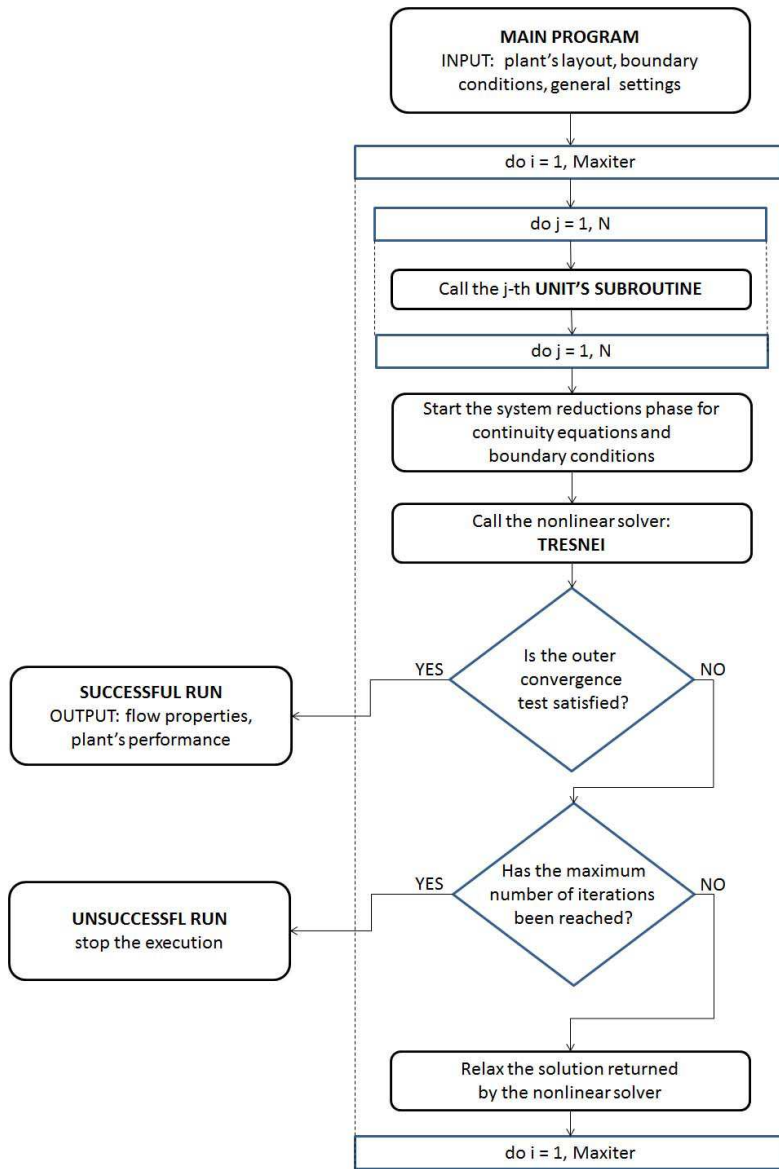 MAIN PROGRAM
INPUT: plant's layout, boundary
conditions, general settings
do i = 1, Maxiter
do j = 1, N
Call the j-th UNIT'S SUBROUTINE
do j = 1, N
Start the system reductions phase for
continuity equations and
boundary conditions
Call the nonlinear solver:
TRESNEI
Is the outer
convergence
test satisfied?
YES
NO
SUCCESSFUL RUN
OUTPUT: flow properties,
plant's performance
Has the maximum
number of iterations
been reached?
YES
NO
UNSUCCESSFL RUN
stop the execution
Relax the solution returned
by the nonlinear solver
do i = 1, Maxiter